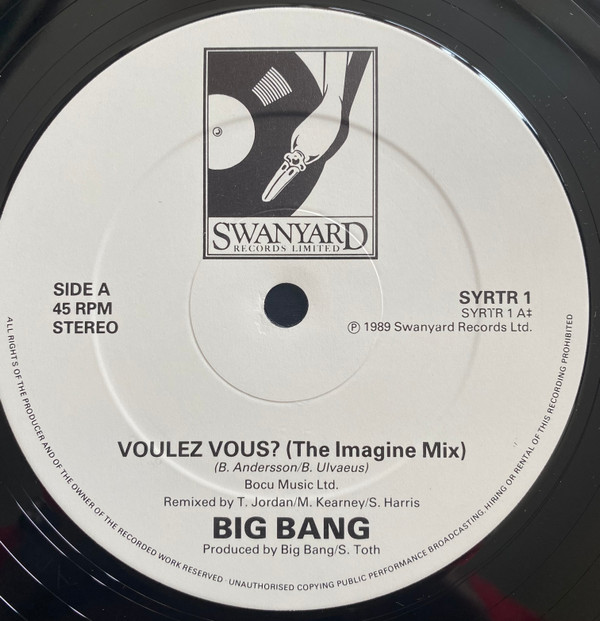 SWANYARD
RECORDS LIMITED
SIDE A
45 RPM
STEREO
SYRTR 1
SYRTR 1 A‡
℗ 1989 Swanyard Records Ltd.
VOULEZ VOUS? (The Imagine Mix)
(B. Andersson/B. Ulvaeus)
Bocu Music Ltd.
Remixed by T. Jordan/M. Kearney/S. Harris
BIG BANG
Produced by Big Bang/S. Toth
ALL RIGHTS OF THE PRODUCER AND OF THE OWNER OF THE RECORDED WORK RESERVED · UNAUTHORISED COPYING PUBLIC PERFORMANCE BROADCASTING, HIRING OR RENTAL OF THIS RECORDING PROHIBITED